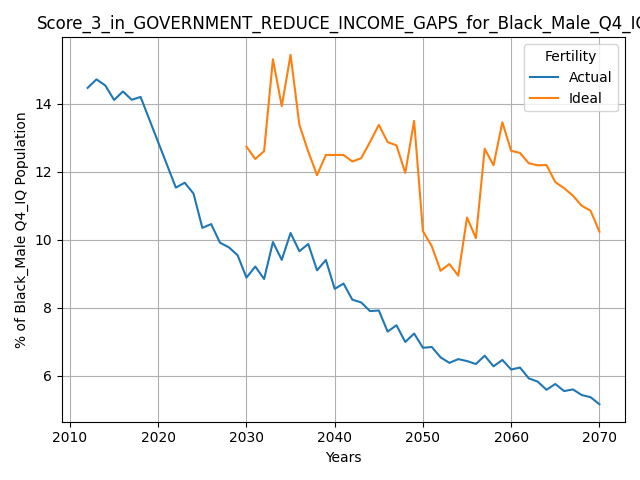 Score_3_in_GOVERNMENT_REDUCE_INCOME_GAPS_for_Black_Male_Q4_IQ
Fertility
Actual
Ideal
% of Black_Male Q4_IQ Population
14
12
10
8
6
2010 2020 2030 2040 2050 2060 2070
Years